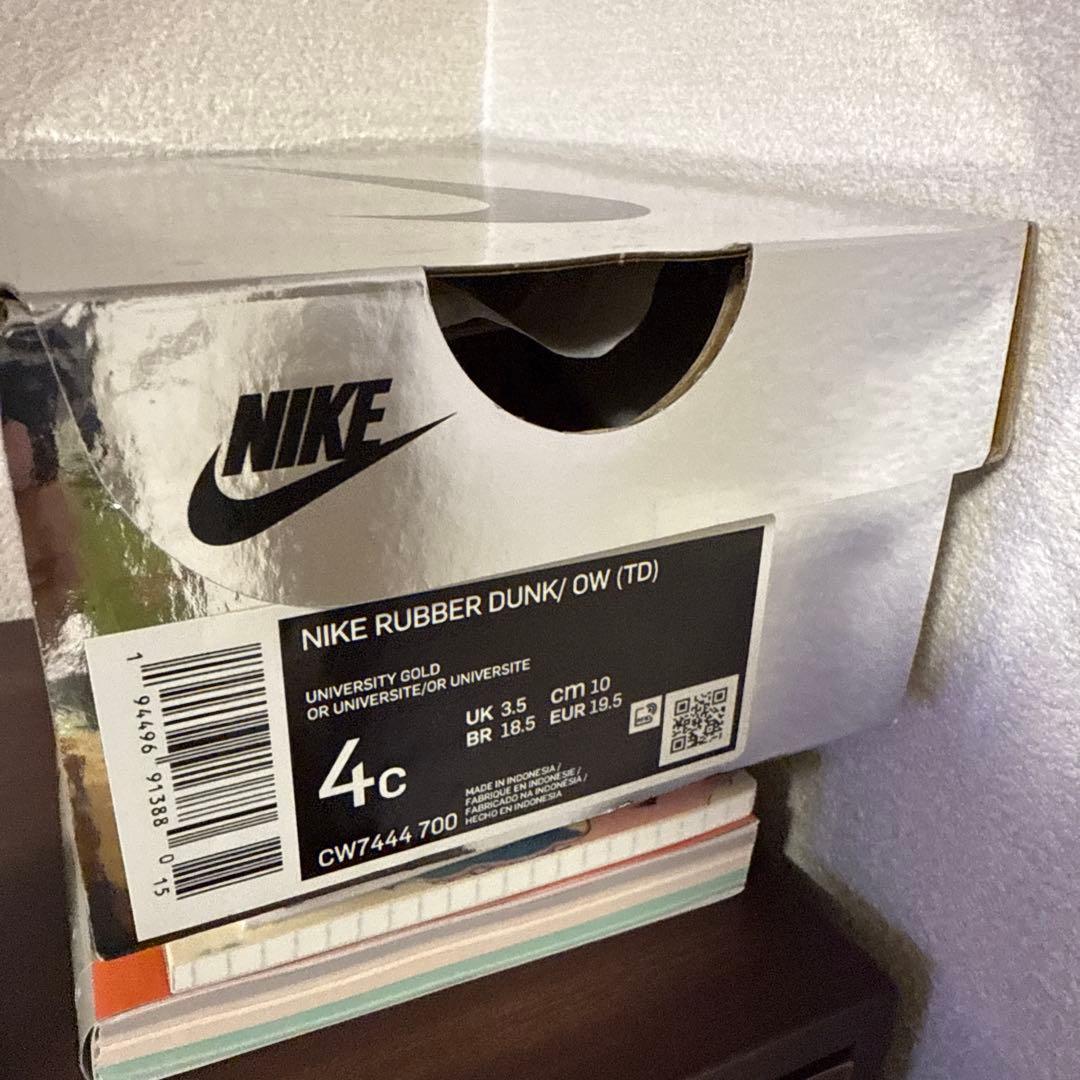 NIKE
NIKE RUBBER DUNK/ OW (TD)
UNIVERSITY GOLD
OR UNIVERSITE/OR UNIVERSITE
UK 3.5 cm 10
BR 18.5 EUR 19.5
4c
MADE IN INDONESIA /
FABRIQUE EN INDONESIE /
FABRICADO NA INDONÉSIA /
HECHO EN INDONESIA
CW7444 700
1 94496 91388 0 15